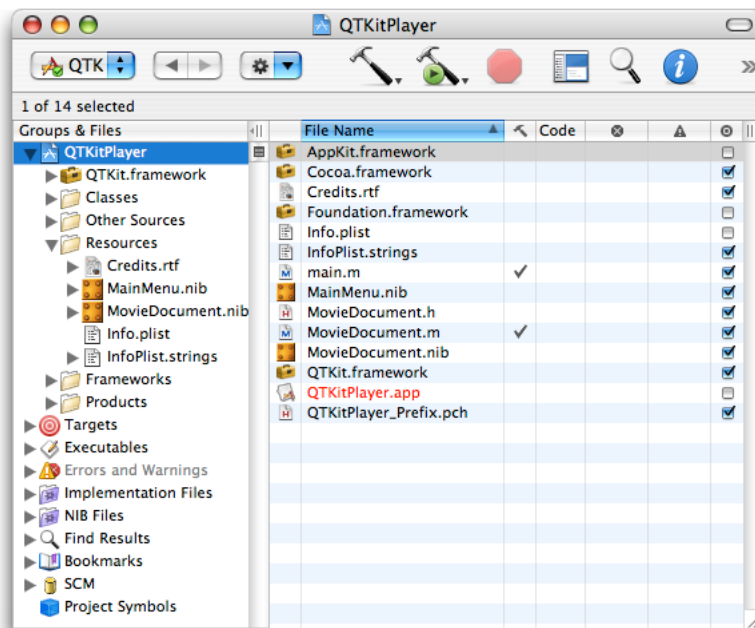 QTKitPlayer
QTK
1 of 14 selected
Groups & Files
QTKitPlayer
QTKit.framework
Classes
Other Sources
Resources
Credits.rtf
MainMenu.nib
MovieDocument.nib
Info.plist
InfoPlist.strings
Frameworks
Products
Targets
Executables
Errors and Warnings
Implementation Files
NIB Files
Find Results
Bookmarks
SCM
Project Symbols
File Name Code
AppKit.framework
Cocoa.framework
Credits.rtf
Foundation.framework
Info.plist
InfoPlist.strings
main.m
MainMenu.nib
MovieDocument.h
MovieDocument.m
MovieDocument.nib
QTKit.framework
QTKitPlayer.app
QTKitPlayer_Prefix.pch